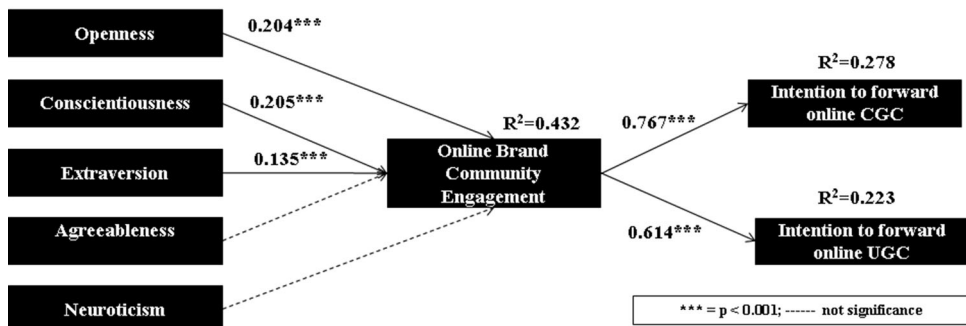 Openness
0.204***
R²=0.278
Conscientiousness
0.205***
R²=0.432
0.767***
Intention to forward
online CGC
Extraversion
0.135***
Online Brand
Community
Engagement
Agreeableness
R²=0.223
0.614***
Intention to forward
online UGC
Neuroticism
*** = p < 0.001; ------ not significance